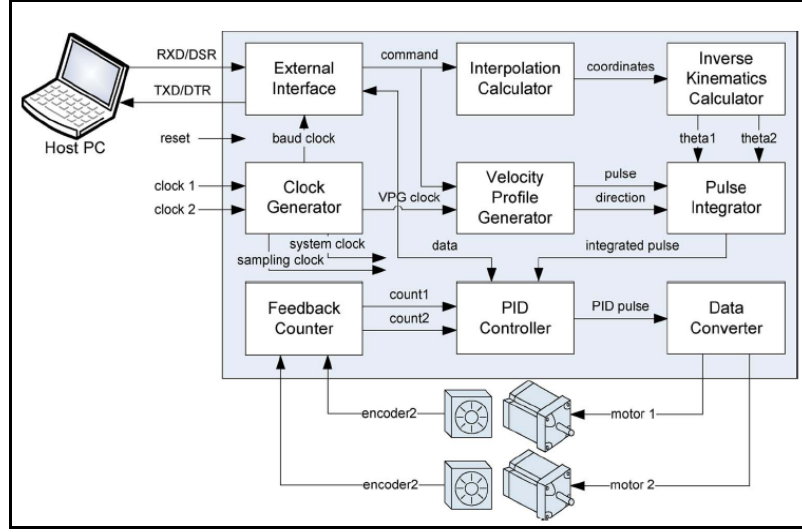 RXD/DSR
TXD/DTR
Host PC
External
Interface
command
Interpolation
Calculator
coordinates
Inverse
Kinematics
Calculator
reset
baud clock
theta1
theta2
clock 1
clock 2
Clock
Generator
VPG clock
Velocity
Profile
Generator
pulse
direction
Pulse
Integrator
system clock
sampling clock
data
integrated pulse
Feedback
Counter
count1
count2
PID
Controller
PID pulse
Data
Converter
encoder2
motor 1
encoder2
motor 2